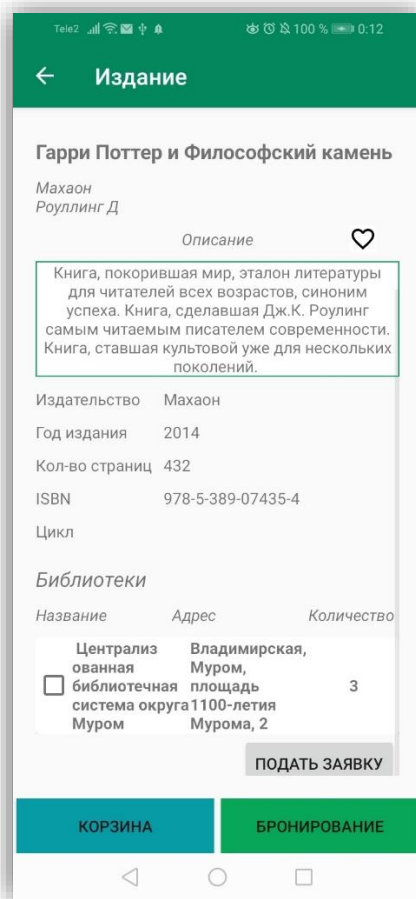 Tele2 100 % 0:12
Издание
Гарри Поттер и Философский камень
Махаон
Роуллинг Д
Описание
Книга, покорившая мир, эталон литературы
для читателей всех возрастов, синоним
успеха. Книга, сделавшая Дж.К. Роулинг
самым читаемым писателем современности.
Книга, ставшая культовой уже для нескольких
поколений.
Издательство Махаон
Год издания 2014
Кол-во страниц 432
ISBN 978-5-389-07435-4
Цикл
Библиотеки
Название Адрес Количество
Централиз Владимирская,
ованная Муром,
библиотечная площадь 3
система округа 1100-летия
Муром Мурома, 2
ПОДАТЬ ЗАЯВКУ
КОРЗИНА БРОНИРОВАНИЕ